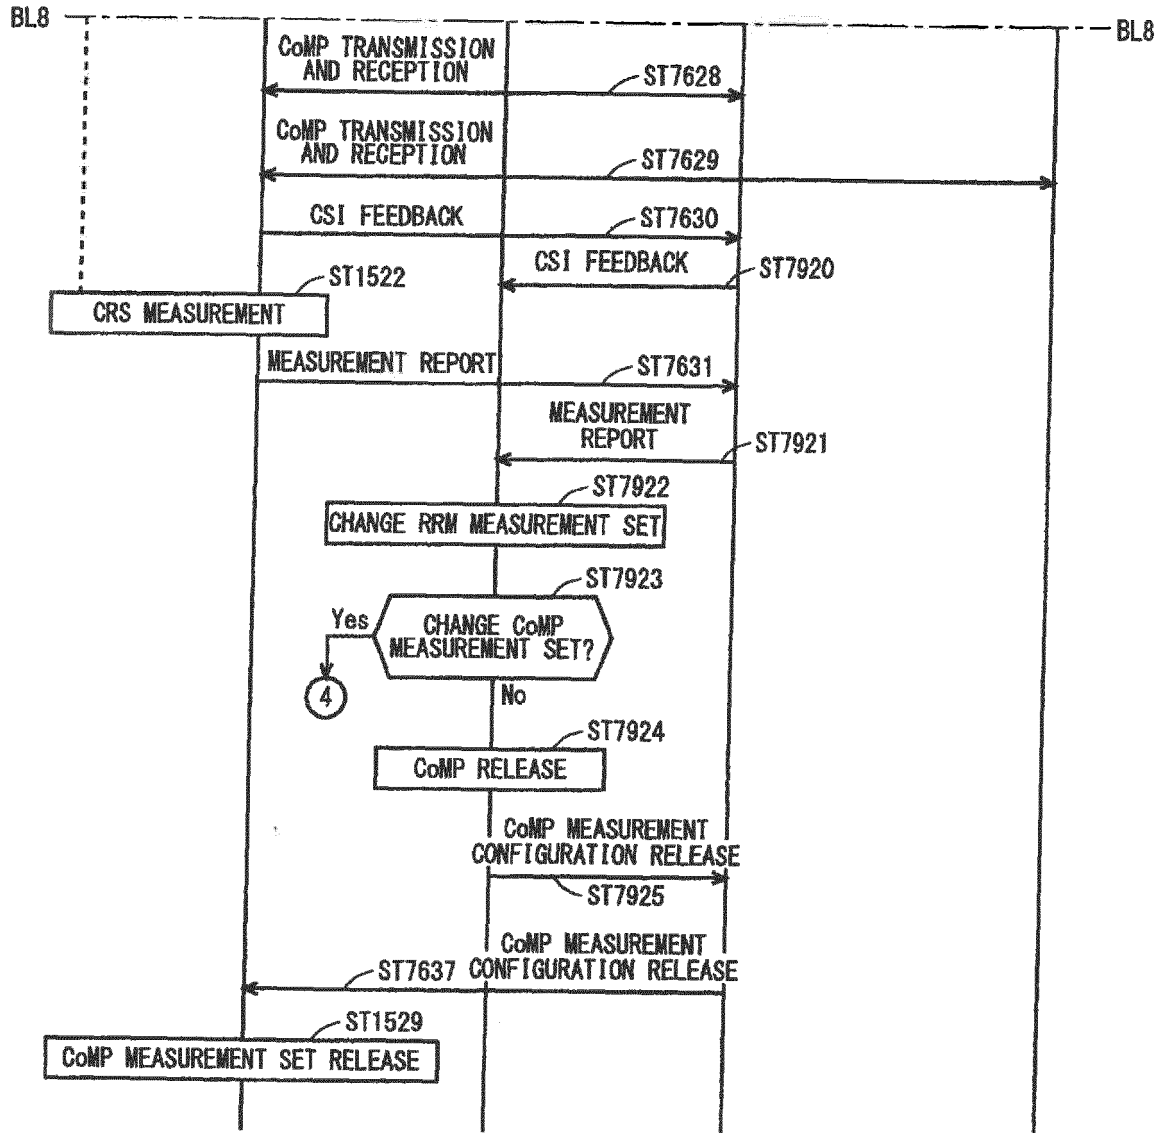 BL8
BL8
CoMP TRANSMISSION
AND RECEPTION
ST7628
CoMP TRANSMISSION
AND RECEPTION
ST7629
CSI FEEDBACK
ST7630
CSI FEEDBACK
ST7920
ST1522
CRS MEASUREMENT
MEASUREMENT REPORT
ST7631
MEASUREMENT
REPORT
ST7921
ST7922
CHANGE RRM MEASUREMENT SET
ST7923
Yes
CHANGE CoMP
MEASUREMENT SET?
4
No
ST7924
CoMP RELEASE
CoMP MEASUREMENT
CONFIGURATION RELEASE
ST7925
CoMP MEASUREMENT
CONFIGURATION RELEASE
ST7637
ST1529
CoMP MEASUREMENT SET RELEASE